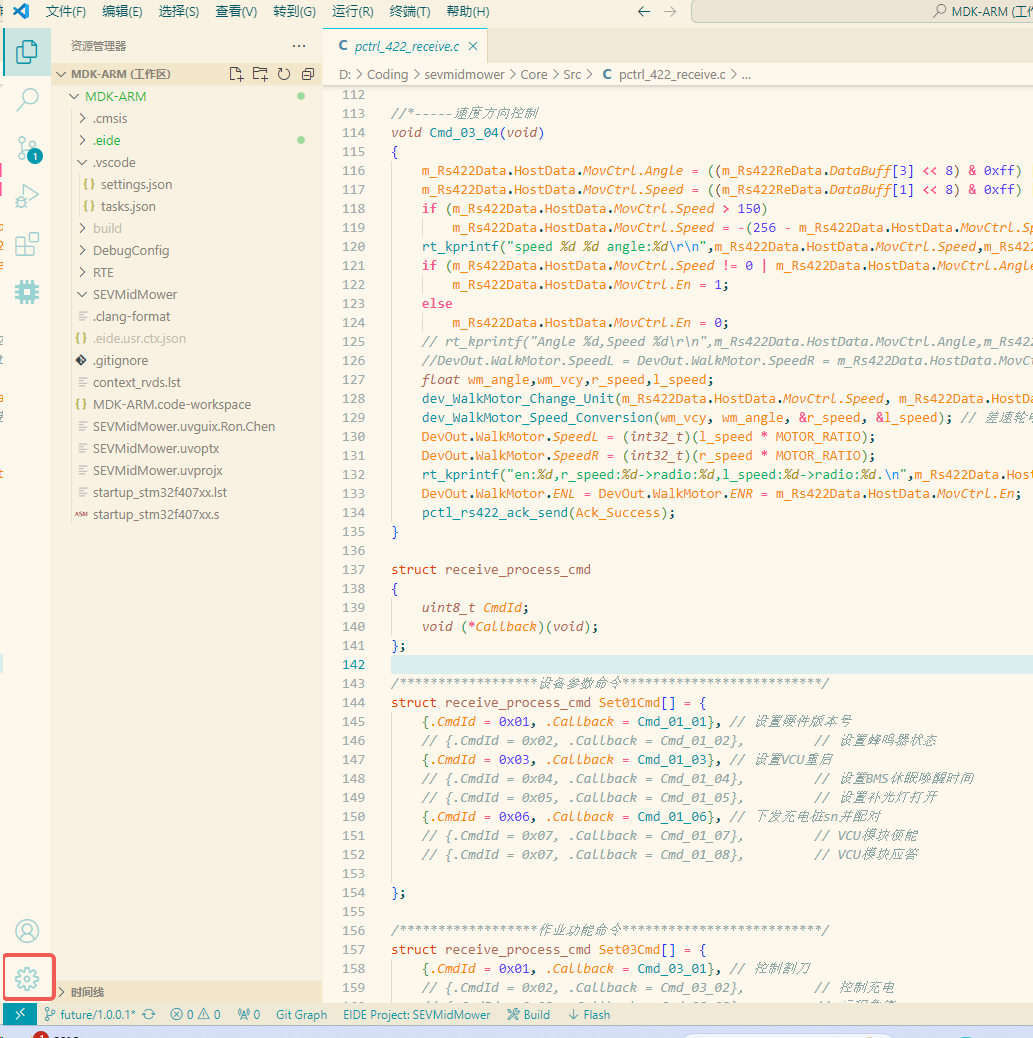 文件(F) 编辑(E) 选择(S) 查看(V) 转到(G) 运行(R) 终端(T) 帮助(H) MDK-ARM (工作
资源管理器
MDK-ARM (工作区)
MDK-ARM
.cmsis
.eide
.vscode
settings.json
tasks.json
build
DebugConfig
RTE
SEVMidMower
.clang-format
.eide.usr.ctx.json
.gitignore
context_rvds.lst
MDK-ARM.code-workspace
SEVMidMower.uvguix.Ron.Chen
SEVMidMower.uvoptx
SEVMidMower.uvprojx
startup_stm32f407xx.lst
ASM startup_stm32f407xx.s
时间线
1
C pctrl_422_receive.c ×
D: > Coding > sevmidmower > Core > Src > C pctrl_422_receive.c > ...
112
113 //*-----速度方向控制
114 void Cmd_03_04(void)
115 {
116 m_Rs422Data.HostData.MovCtrl.Angle = ((m_Rs422ReData.DataBuff[3] << 8) & 0xff)
117 m_Rs422Data.HostData.MovCtrl.Speed = ((m_Rs422ReData.DataBuff[1] << 8) & 0xff)
118 if (m_Rs422Data.HostData.MovCtrl.Speed > 150)
119 m_Rs422Data.HostData.MovCtrl.Speed = -(256 - m_Rs422Data.HostData.MovCtrl.Sp
120 rt_kprintf("speed %d %d angle:%d\r\n",m_Rs422Data.HostData.MovCtrl.Speed,m_Rs42
121 if (m_Rs422Data.HostData.MovCtrl.Speed != 0 | m_Rs422Data.HostData.MovCtrl.Angle
122 m_Rs422Data.HostData.MovCtrl.En = 1;
123 else
124 m_Rs422Data.HostData.MovCtrl.En = 0;
125 // rt_kprintf("Angle %d,Speed %d\r\n",m_Rs422Data.HostData.MovCtrl.Angle,m_Rs42
126 //DevOut.WalkMotor.SpeedL = DevOut.WalkMotor.SpeedR = m_Rs422Data.HostData.MovCt
127 float wm_angle,wm_vcy,r_speed,l_speed;
128 dev_WalkMotor_Change_Unit(m_Rs422Data.HostData.MovCtrl.Speed, m_Rs422Data.HostDa
129 dev_WalkMotor_Speed_Conversion(wm_vcy, wm_angle, &r_speed, &l_speed); // 差速轮
130 DevOut.WalkMotor.SpeedL = (int32_t)(l_speed * MOTOR_RATIO);
131 DevOut.WalkMotor.SpeedR = (int32_t)(r_speed * MOTOR_RATIO);
132 rt_kprintf("en:%d,r_speed:%d->radio:%d,l_speed:%d->radio:%d.\n",m_Rs422Data.Host
133 DevOut.WalkMotor.ENL = DevOut.WalkMotor.ENR = m_Rs422Data.HostData.MovCtrl.En;
134 pctl_rs422_ack_send(Ack_Success);
135 }
136
137 struct receive_process_cmd
138 {
139 uint8_t CmdId;
140 void (*Callback)(void);
141 };
142
143 /******************设备参数命令**************************/
144 struct receive_process_cmd Set01Cmd[] = {
145 {.CmdId = 0x01, .Callback = Cmd_01_01}, // 设置硬件版本号
146 // {.CmdId = 0x02, .Callback = Cmd_01_02}, // 设置蜂鸣器状态
147 {.CmdId = 0x03, .Callback = Cmd_01_03}, // 设置VCU重启
148 // {.CmdId = 0x04, .Callback = Cmd_01_04}, // 设置BMS休眠唤醒时间
149 // {.CmdId = 0x05, .Callback = Cmd_01_05}, // 设置补光灯打开
150 {.CmdId = 0x06, .Callback = Cmd_01_06}, // 下发充电桩sn并配对
151 // {.CmdId = 0x07, .Callback = Cmd_01_07}, // VCU模块使能
152 // {.CmdId = 0x07, .Callback = Cmd_01_08}, // VCU模块应答
153
154 };
155
156 /******************作业功能命令**************************/
157 struct receive_process_cmd Set03Cmd[] = {
158 {.CmdId = 0x01, .Callback = Cmd_03_01}, // 控制割刀
159 // {.CmdId = 0x02, .Callback = Cmd_03_02}, // 控制充电
future/1.0.0.1* 0 0 0 Git Graph EIDE Project: SEVMidMower Build Flash